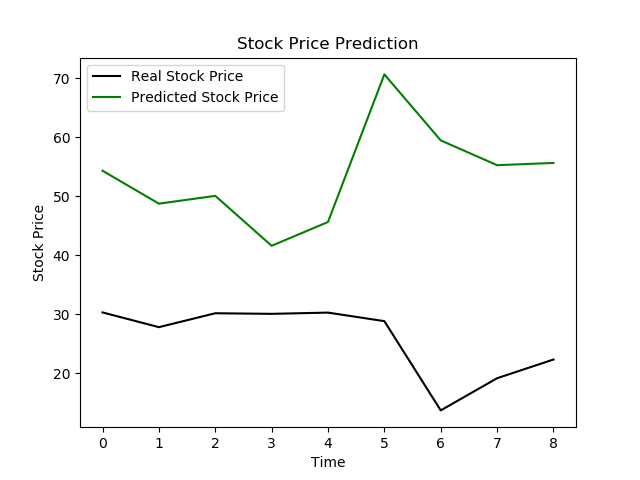 Stock Price Prediction
Real Stock Price
Predicted Stock Price
70
60
50
40
30
20
Stock Price
0 1 2 3 4 5 6 7 8
Time